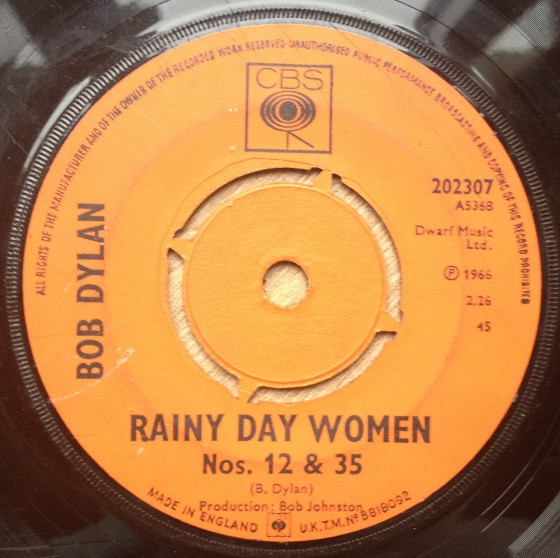 ALL RIGHTS OF THE MANUFACTURER AND OF THE OWNER OF THE RECORDED WORK RESERVED UNAUTHORISED PUBLIC PERFORMANCE BROADCASTING AND COPYING OF THIS RECORD PROHIBITED
CBS
202307
A5368
Dwarf Music
Ltd.
℗ 1966
2.26
45
BOB DYLAN
RAINY DAY WOMEN
Nos. 12 & 35
(B. Dylan)
Production: Bob Johnston
MADE IN ENGLAND U.K.T.M. Nº 8818092